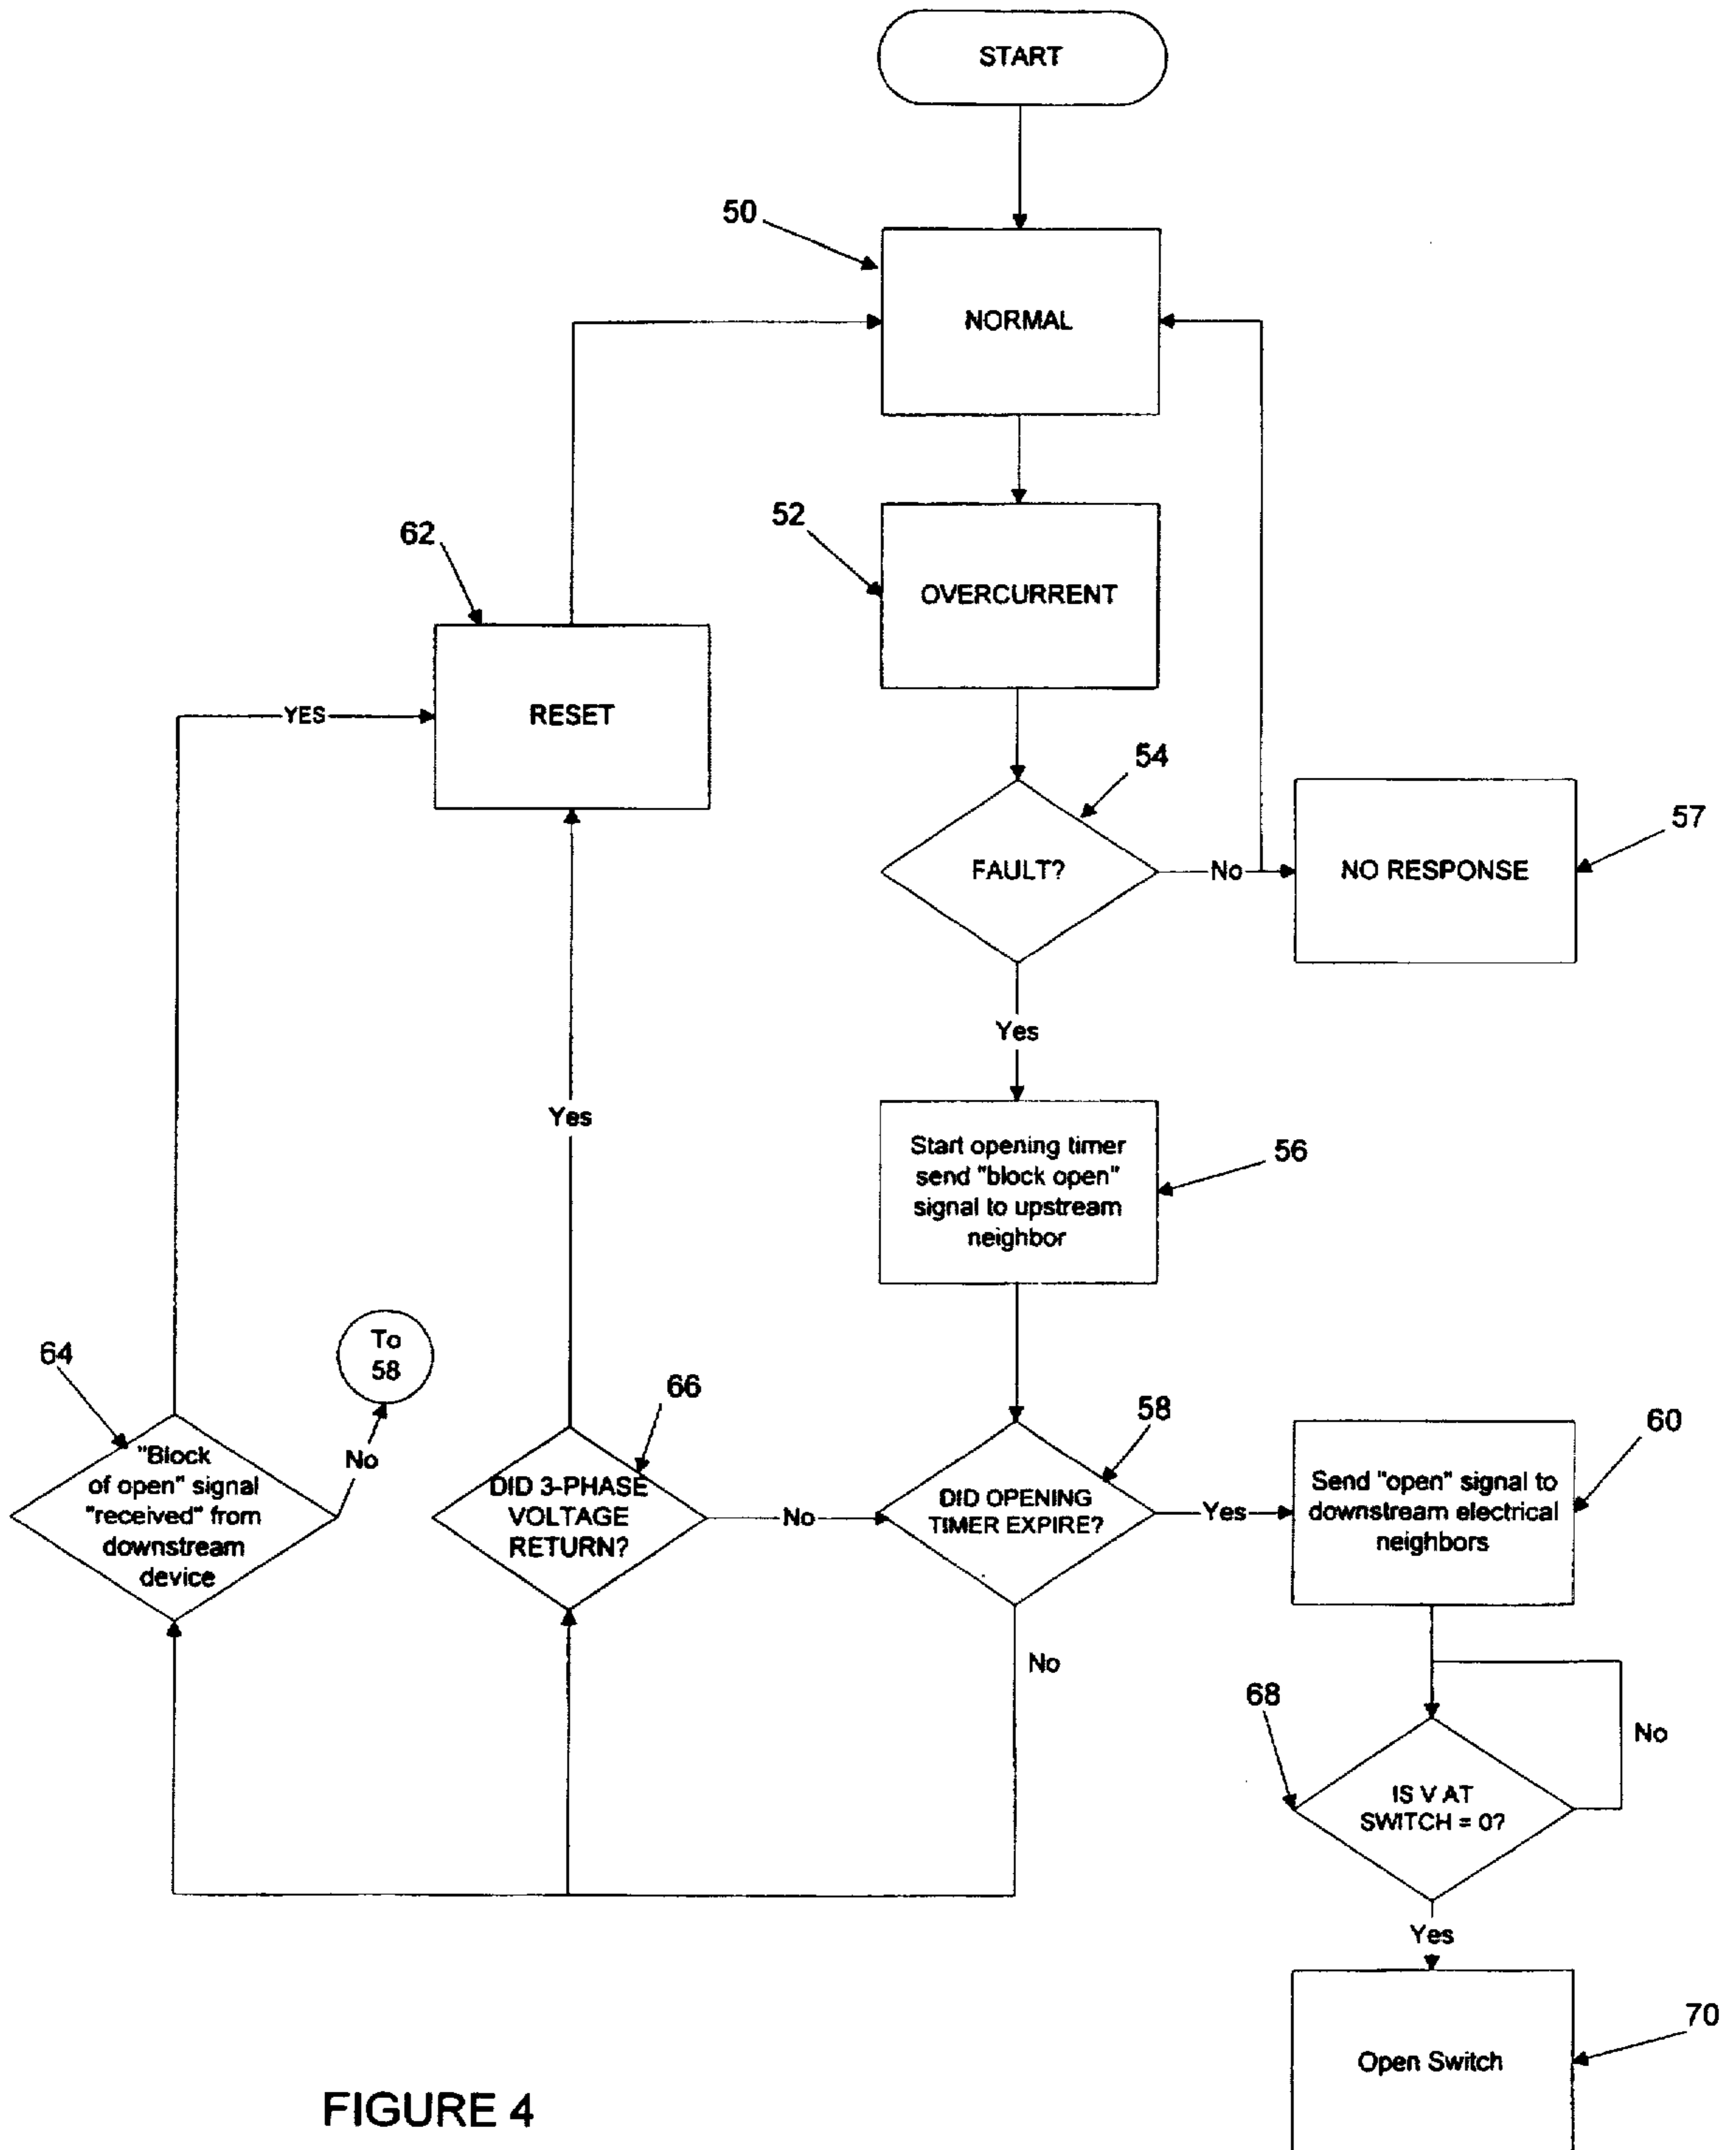 START
50
NORMAL
52
OVERCURRENT
62
RESET
YES
54
FAULT?
No
NO RESPONSE
57
Yes
Yes
Start opening timer
send "block open"
signal to upstream
neighbor
56
64
To
58
No
"Block
of open" signal
"received" from
downstream
device
66
DID 3-PHASE
VOLTAGE
RETURN?
No
58
DID OPENING
TIMER EXPIRE?
Yes
60
Send "open" signal to
downstream electrical
neighbors
No
68
No
IS V AT
SWITCH = 0?
Yes
70
Open Switch
FIGURE 4